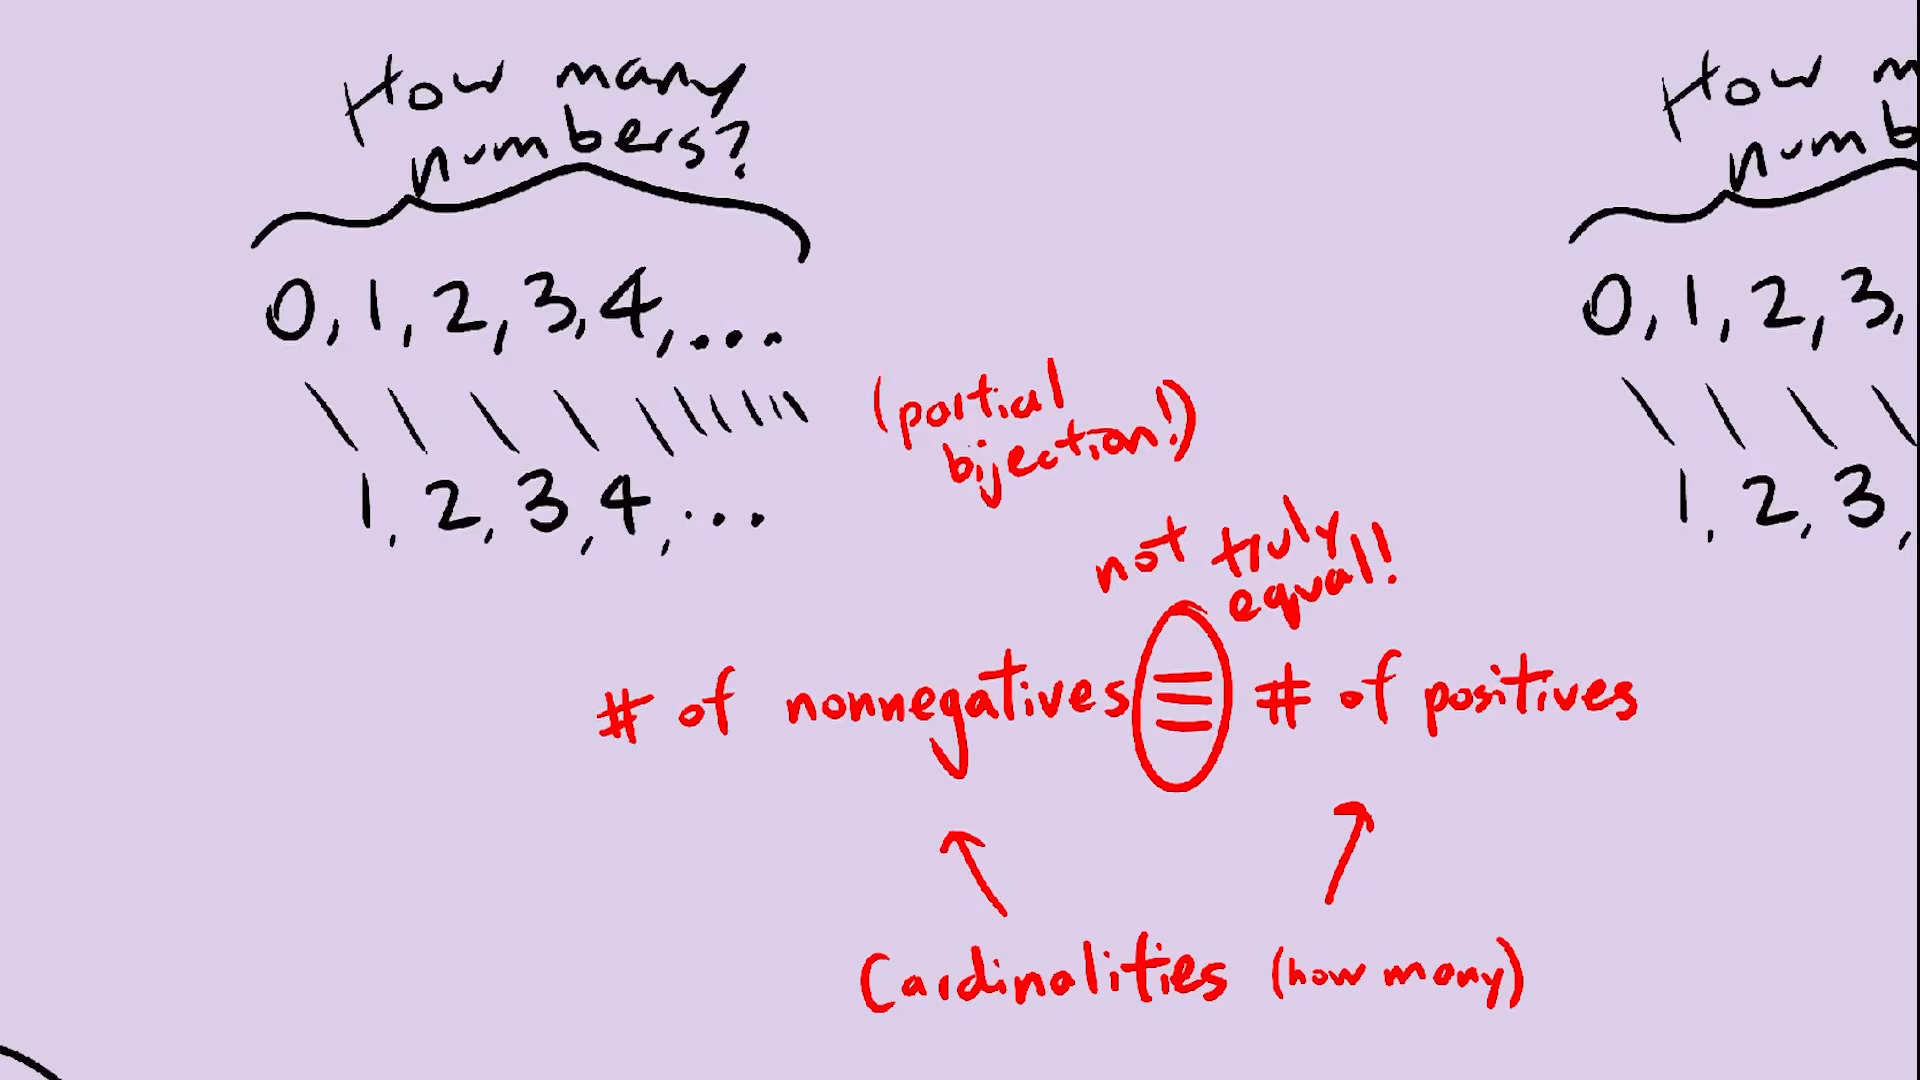 How many
numbers?
0, 1, 2, 3, 4, ...
1, 2, 3, 4, ...
(partial
bijection!)
not truly
equal!
# of nonnegatives ≡ # of positives
Cardinalities (how many)
How m
numb
0, 1, 2, 3,
1, 2, 3,